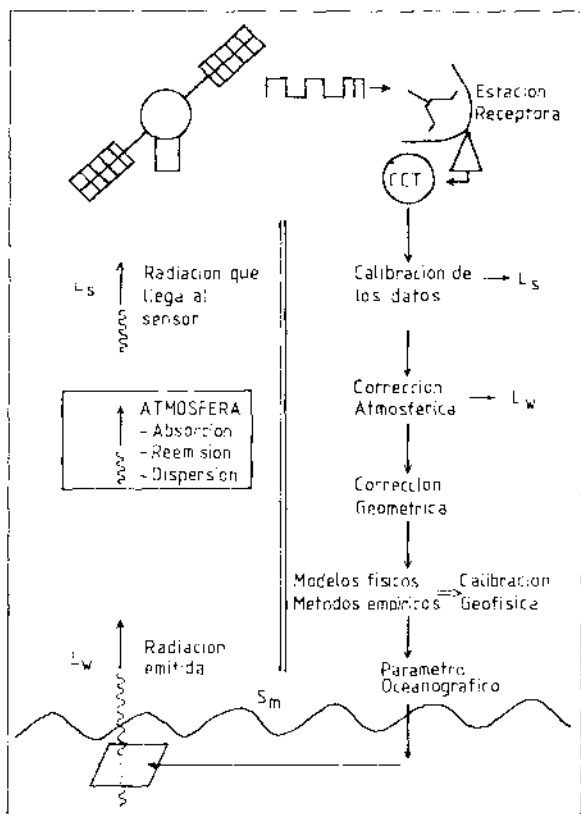 Estacion
Receptora
CCT
Ls
Radiacion que
llega al
sensor
ATMOSFERA
- Absorcion
- Reemision
- Dispersion
Lw
Radiacion
emitida
Sm
Calibracion de
los datos
Ls
Correccion
Atmosferica
Lw
Correccion
Geometrica
Modelos fisicos
Metodos empiricos
Calibracion
Geofisica
Parametro
Oceanografico